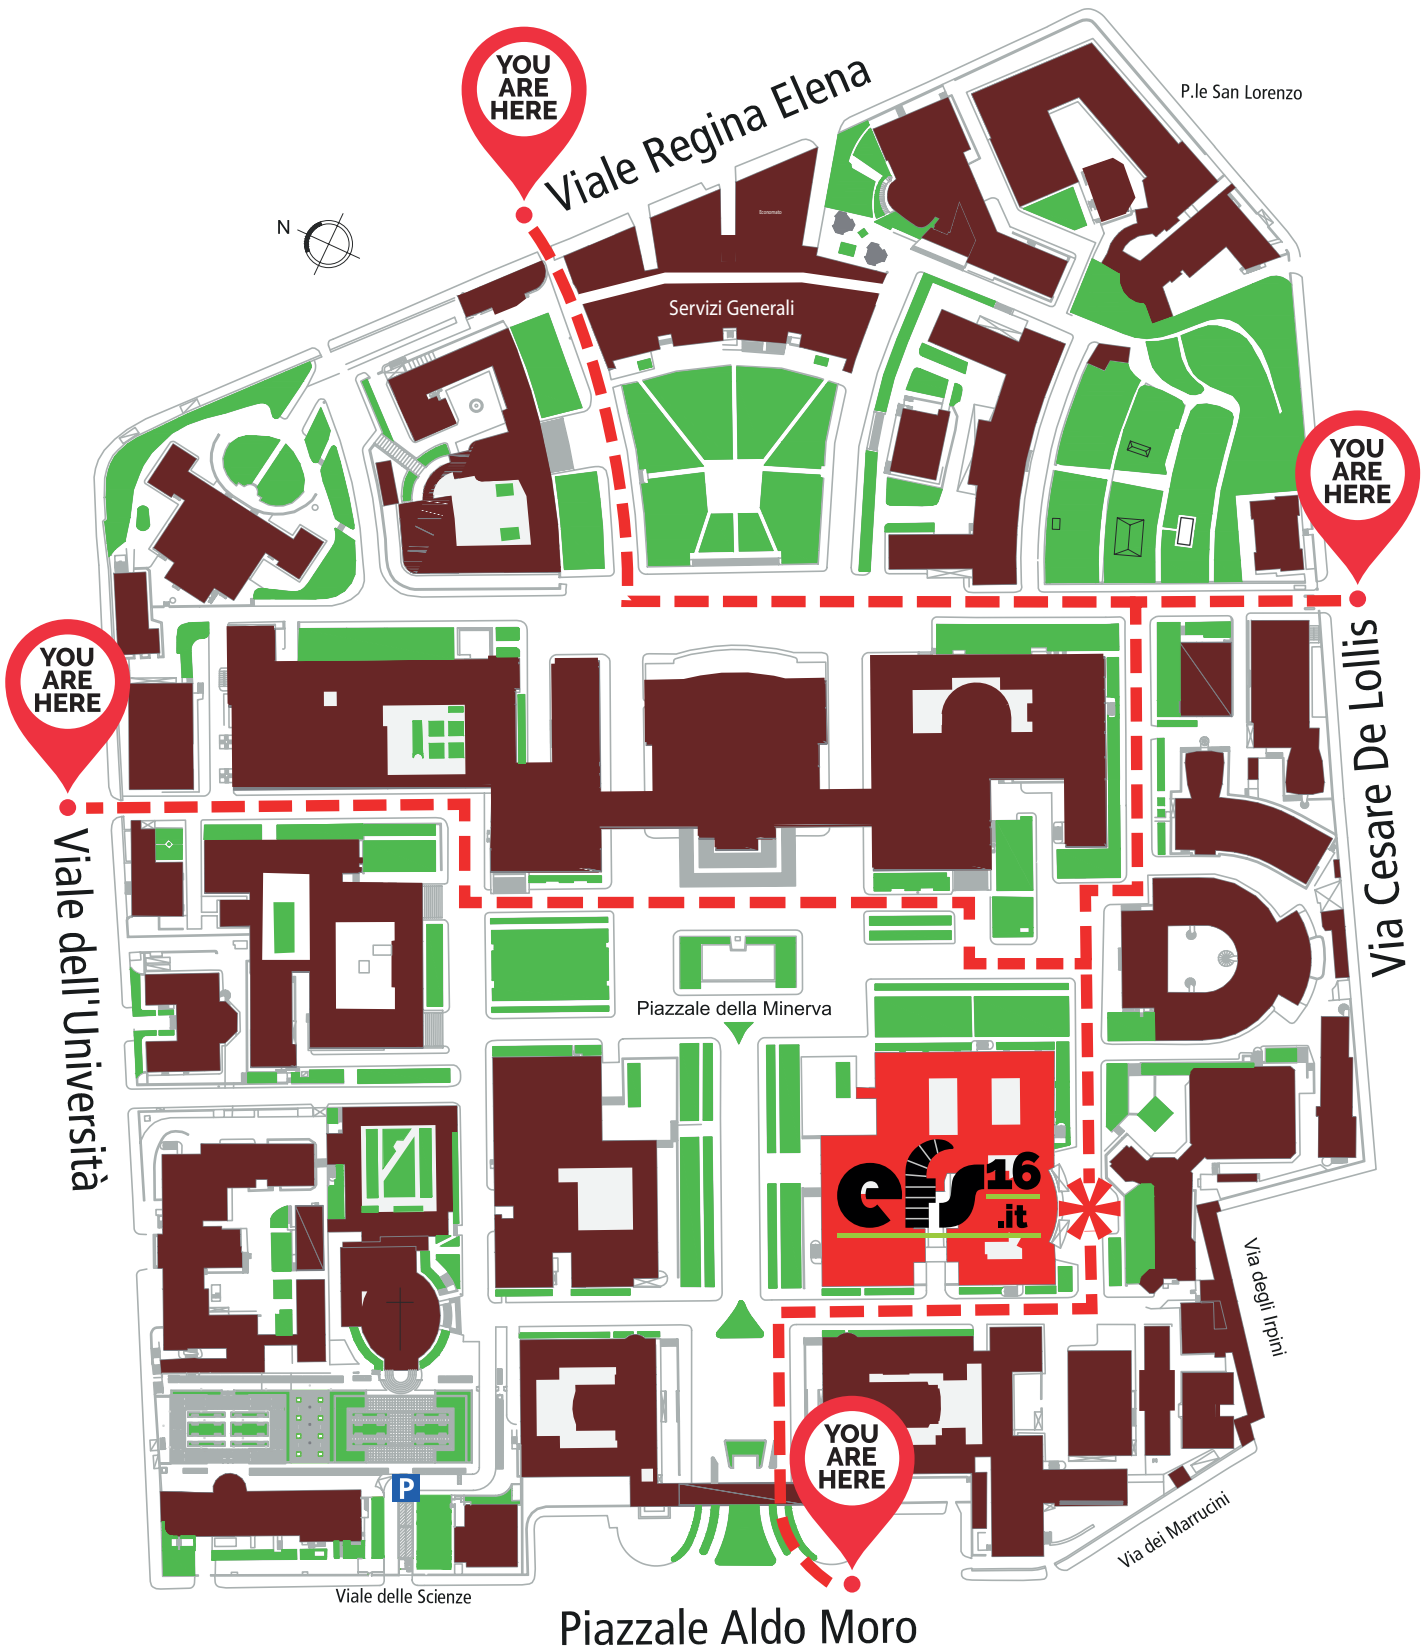 YOU
ARE
HERE
Viale Regina Elena
P.le San Lorenzo
N
Economato
Servizi Generali
YOU
ARE
HERE
YOU
ARE
HERE
Via Cesare De Lollis
Viale dell'Università
Piazzale della Minerva
efs16
.it
Via degli Irpini
YOU
ARE
HERE
P
Via dei Marrucini
Viale delle Scienze
Piazzale Aldo Moro